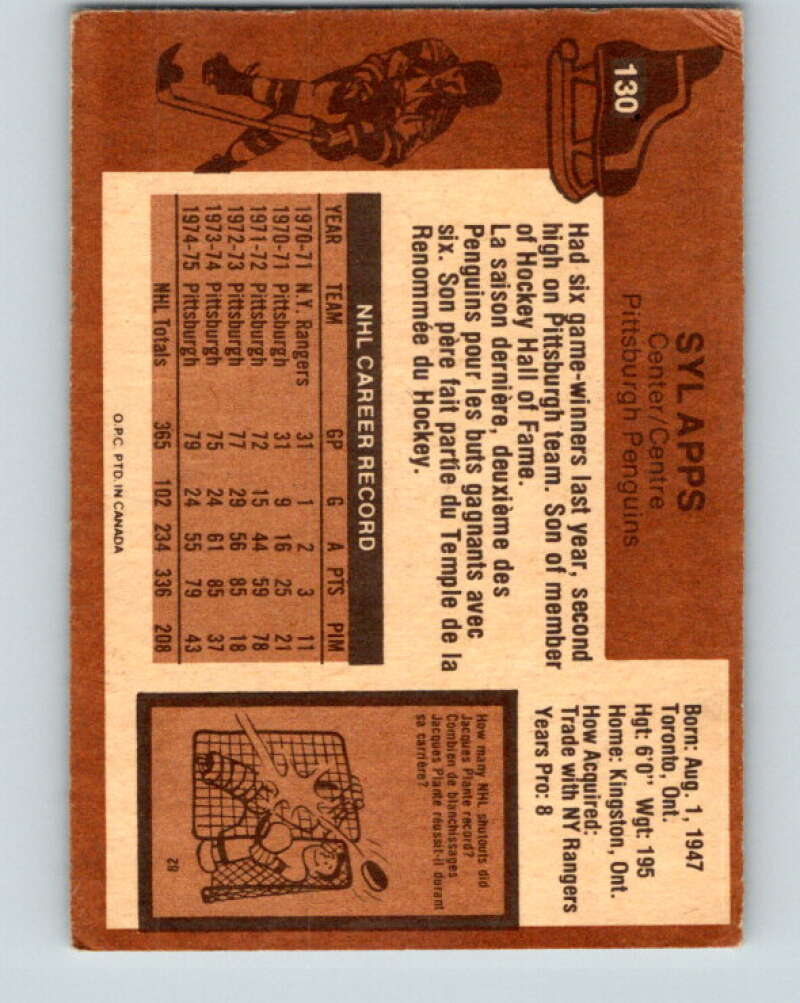 130
SYL APPS
Center/Centre
Pittsburgh Penguins
Born: Aug. 1, 1947
Toronto, Ont.
Hgt: 6'0" Wgt: 195
Home: Kingston, Ont.
How Acquired:
Trade with NY Rangers
Years Pro: 8
Had six game-winners last year, second
high on Pittsburgh team. Son of member
of Hockey Hall of Fame.
La saison dernière, deuxième des
Penguins pour les buts gagnants avec
six. Son père fait partie du Temple de la
Renommée du Hockey.
NHL CAREER RECORD
YEAR TEAM GP G A PTS PIM
1970-71 N.Y. Rangers 31 1 2 3 11
1970-71 Pittsburgh 31 9 16 25 21
1971-72 Pittsburgh 72 15 44 59 78
1972-73 Pittsburgh 77 29 56 85 18
1973-74 Pittsburgh 75 24 61 85 37
1974-75 Pittsburgh 79 24 55 79 43
NHL Totals 365 102 234 336 208
How many NHL shutouts did
Jacques Plante record?
Combien de blanchissages
Jacques Plante réussit-il durant
sa carrière?
82
O.P.C. PTD. IN CANADA